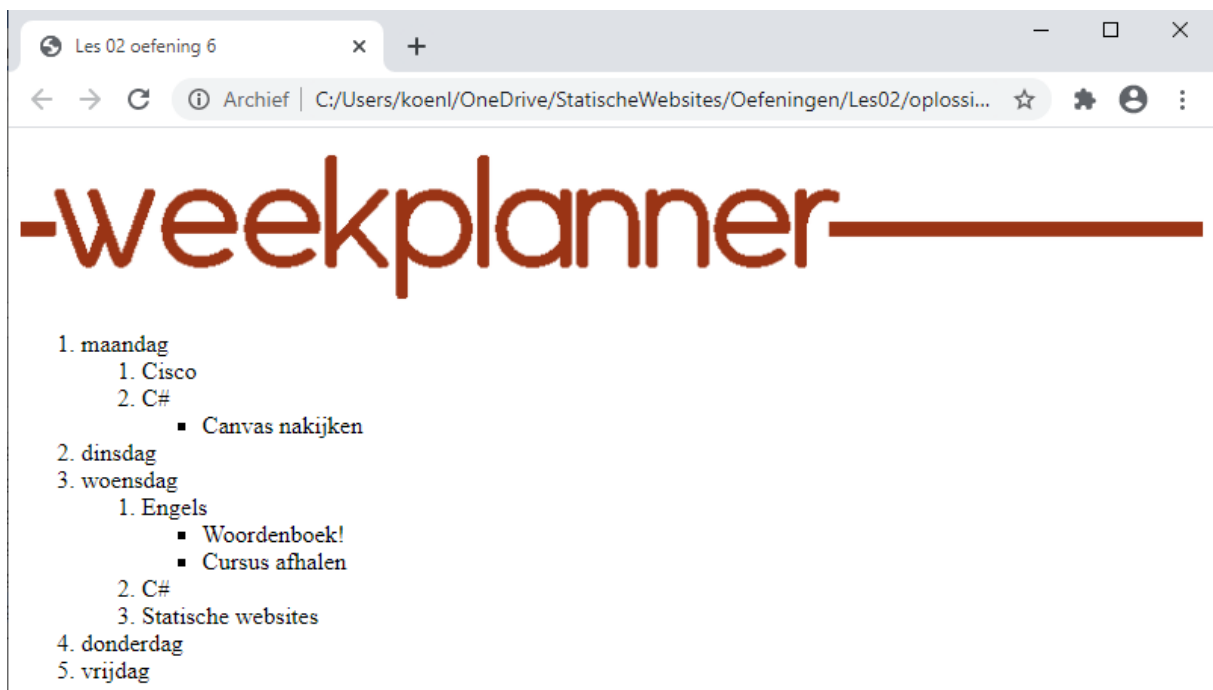 Les 02 oefening 6
Archief | C:/Users/koenl/OneDrive/StatischeWebsites/Oefeningen/Les02/oplossi...
weekplanner
1. maandag
1. Cisco
2. C#
▪ Canvas nakijken
2. dinsdag
3. woensdag
1. Engels
▪ Woordenboek!
▪ Cursus afhalen
2. C#
3. Statische websites
4. donderdag
5. vrijdag